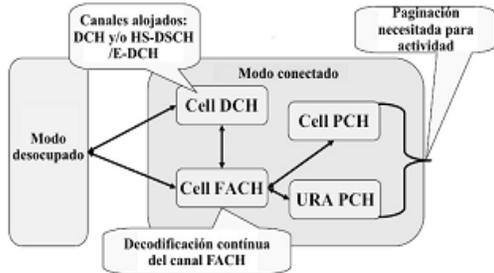 Canales alojados:
DCH y/o HS-DSCH
/E-DCH
Paginación
necesitada para
actividad
Modo conectado
Cell DCH
Cell PCH
Modo
desocupado
Cell FACH
URA PCH
Decodificación contínua
del canal FACH